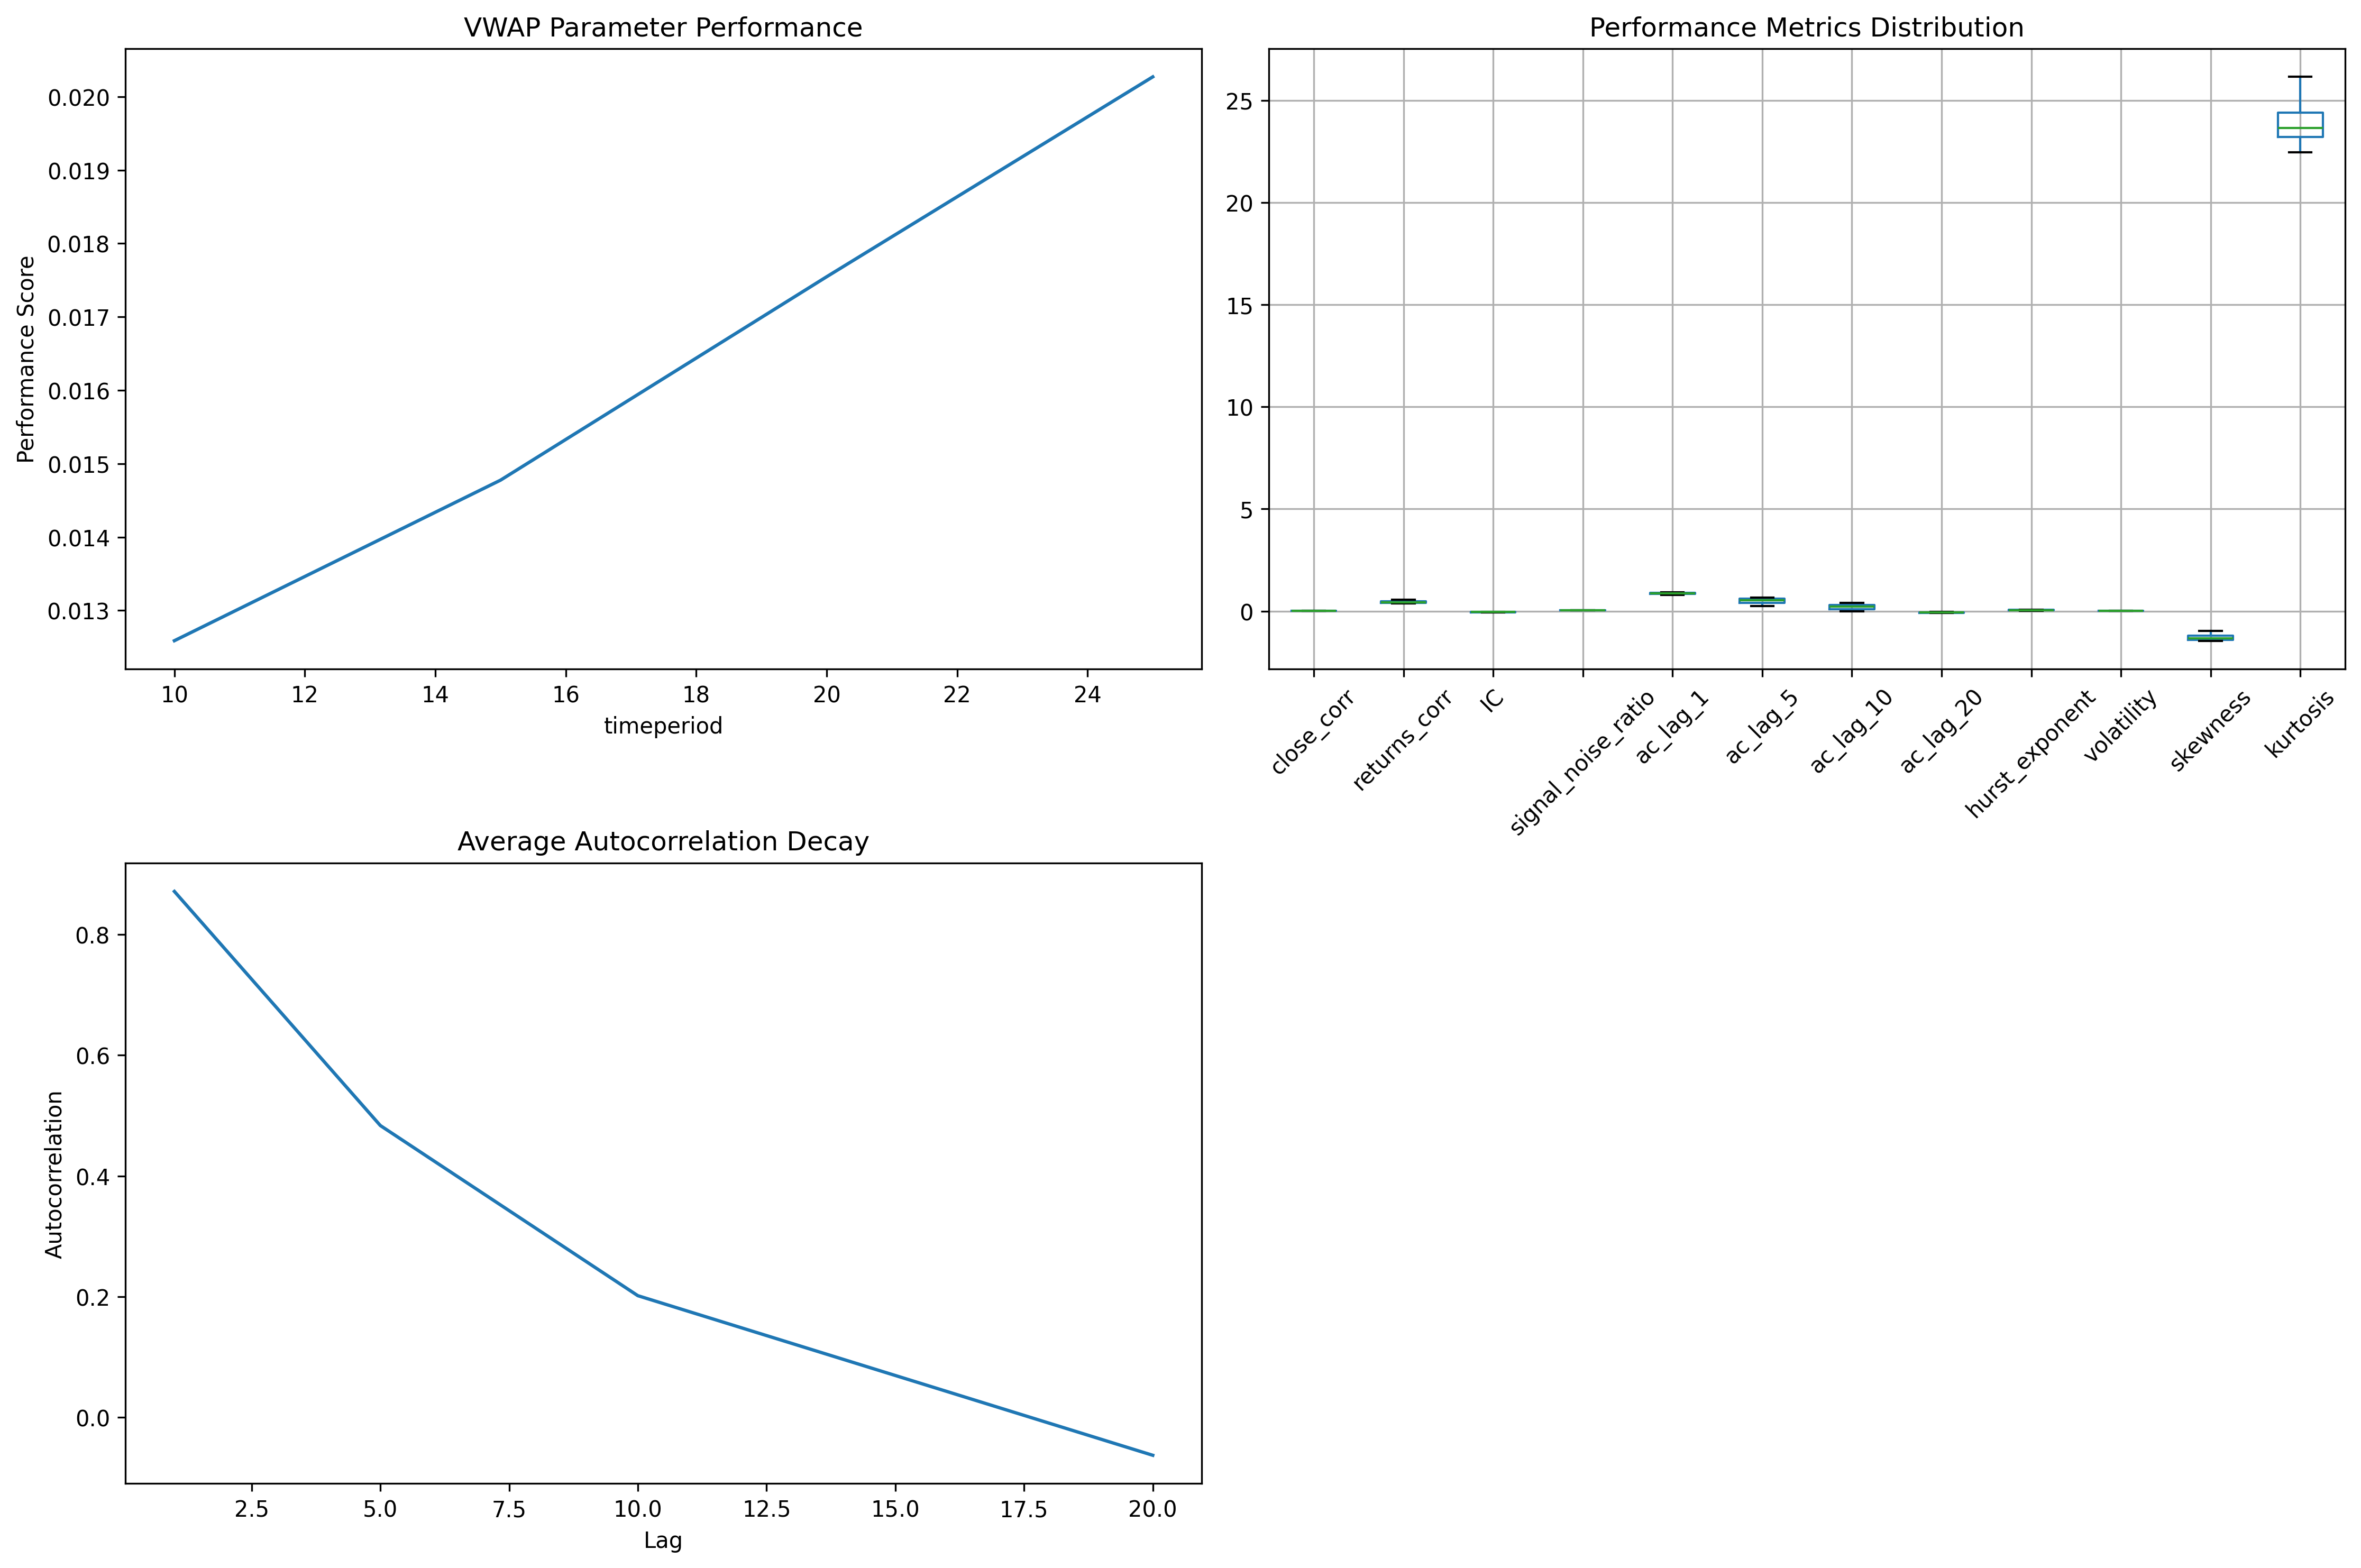 VWAP Parameter Performance
Performance Score
0.020
0.019
0.018
0.017
0.016
0.015
0.014
0.013
10 12 14 16 18 20 22 24
timeperiod
Performance Metrics Distribution
25
20
15
10
5
0
close_corr
returns_corr
IC
signal_noise_ratio
ac_lag_1
ac_lag_5
ac_lag_10
ac_lag_20
hurst_exponent
volatility
skewness
kurtosis
Average Autocorrelation Decay
Autocorrelation
0.8
0.6
0.4
0.2
0.0
2.5 5.0 7.5 10.0 12.5 15.0 17.5 20.0
Lag